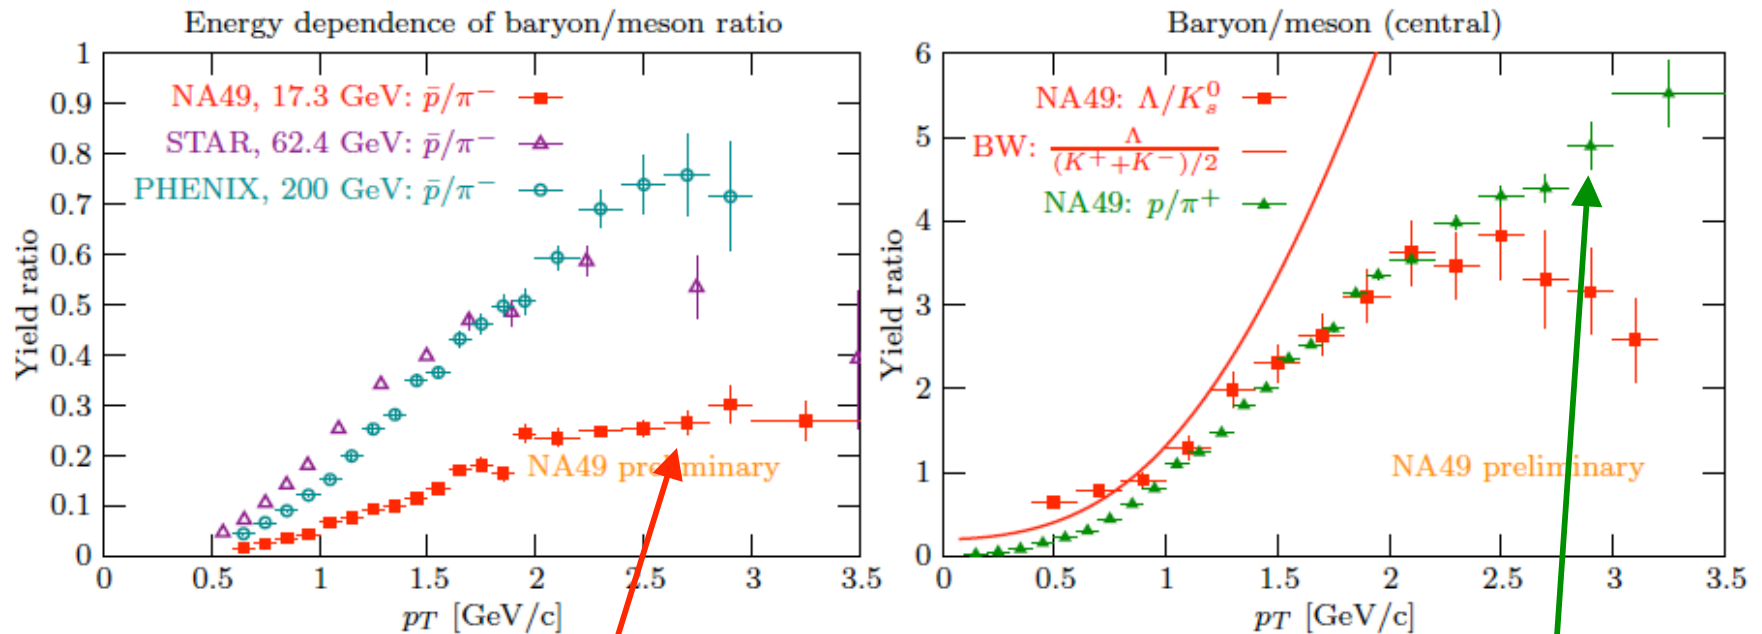 Energy dependence of baryon/meson ratio
Yield ratio
1
0.9
0.8
0.7
0.6
0.5
0.4
0.3
0.2
0.1
0
NA49, 17.3 GeV: p̄/π⁻
STAR, 62.4 GeV: p̄/π⁻
PHENIX, 200 GeV: p̄/π⁻
NA49 preliminary
0 0.5 1 1.5 2 2.5 3 3.5
p_T [GeV/c]
Baryon/meson (central)
Yield ratio
6
5
4
3
2
1
0
NA49: Λ/K⁰_s
BW: Λ/((K⁺+K⁻)/2)
NA49: p/π⁺
NA49 preliminary
0 0.5 1 1.5 2 2.5 3 3.5
p_T [GeV/c]